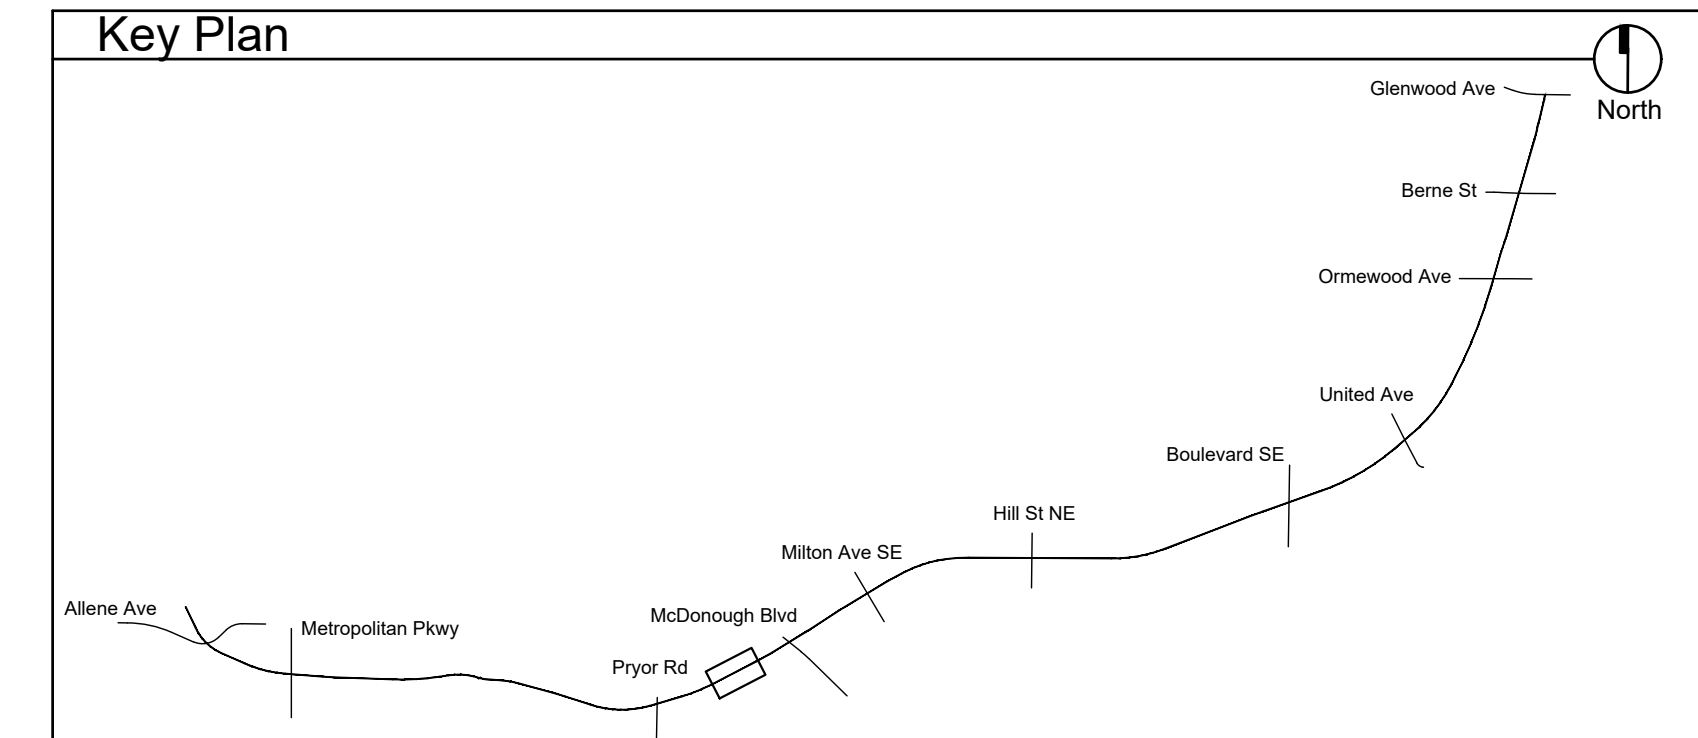 Key Plan
North
Glenwood Ave
Berne St
Ormewood Ave
United Ave
Boulevard SE
Hill St NE
Milton Ave SE
McDonough Blvd
Pryor Rd
Metropolitan Pkwy
Allene Ave